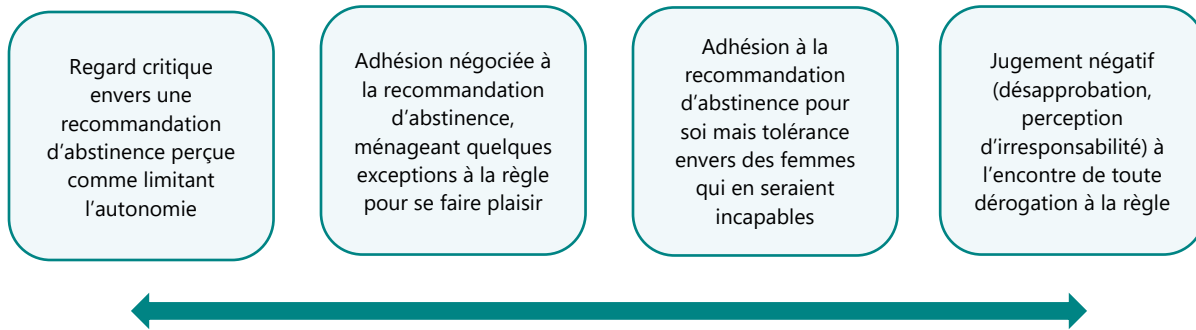 Regard critique
envers une
recommandation
d'abstinence perçue
comme limitant
l'autonomie
Adhésion négociée à
la recommandation
d'abstinence,
ménageant quelques
exceptions à la règle
pour se faire plaisir
Adhésion à la
recommandation
d'abstinence pour
soi mais tolérance
envers des femmes
qui en seraient
incapables
Jugement négatif
(désapprobation,
perception
d'irresponsabilité) à
l'encontre de toute
dérogation à la règle